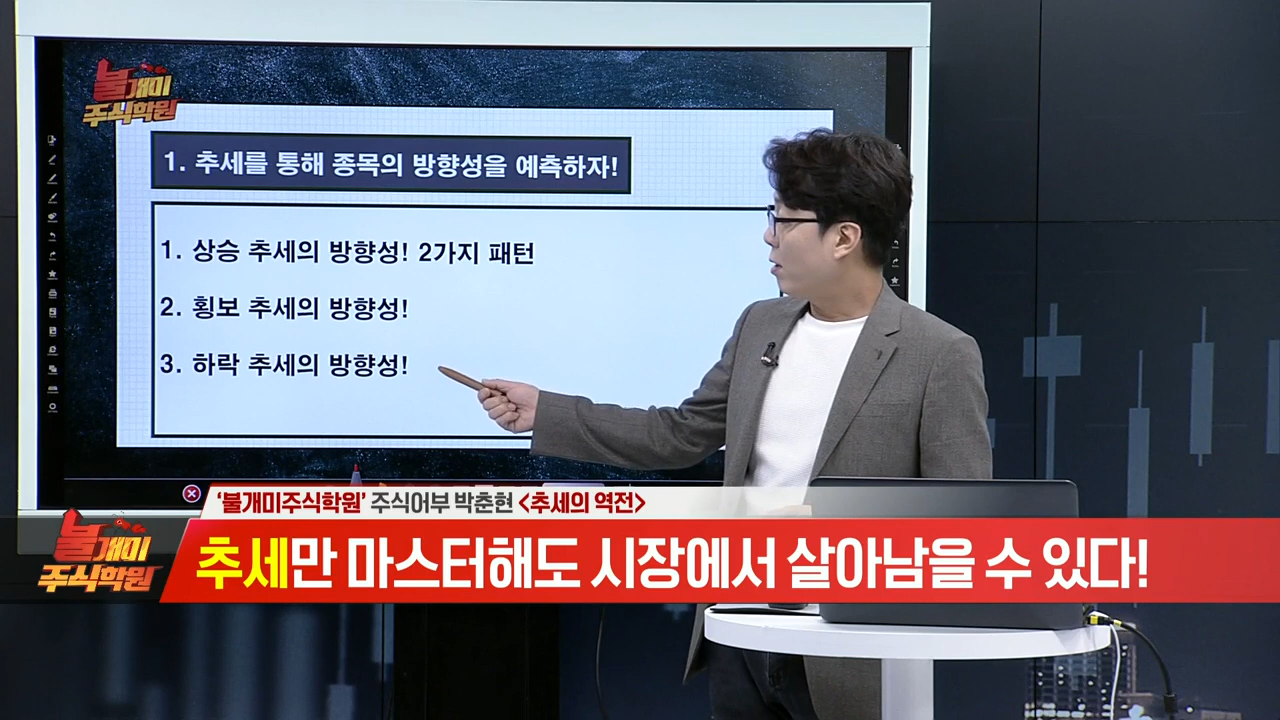 불개미
주식학원
1. 추세를 통해 종목의 방향성을 예측하자!
1. 상승 추세의 방향성! 2가지 패턴
2. 횡보 추세의 방향성!
3. 하락 추세의 방향성!
‘불개미주식학원’ 주식어부 박춘현 <추세의 역전>
불개미
주식학원
추세만 마스터해도 시장에서 살아남을 수 있다!